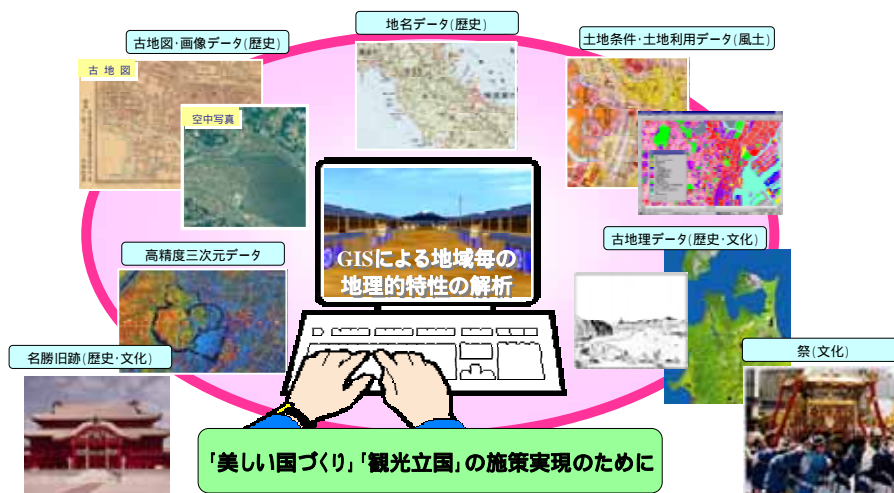 地名データ(歴史)
古地図･画像データ(歴史)
土地条件･土地利用データ(風土)
古地図
空中写真
高精度三次元データ
古地理データ(歴史･文化)
GISによる地域毎の
地理的特性の解析
名勝旧跡(歴史･文化)
祭(文化)
｢美しい国づくり｣｢観光立国｣の施策実現のために